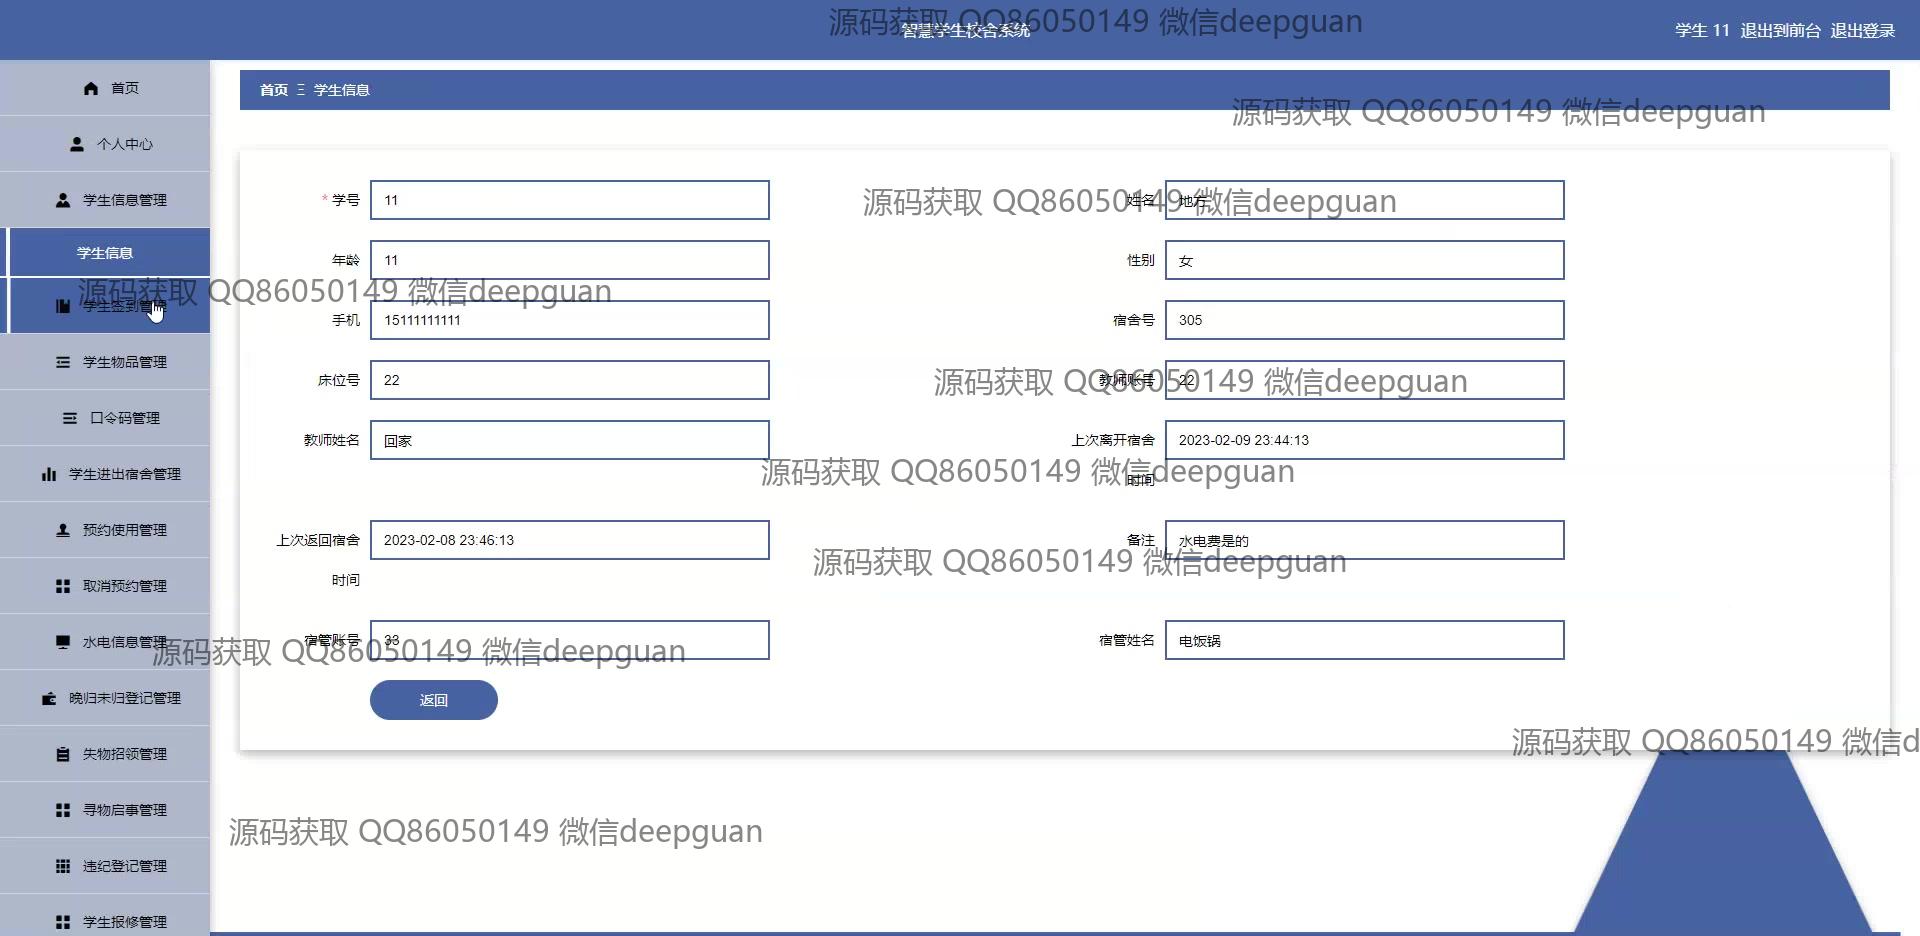 智慧学生校舍系统
源码获取 QQ86050149 微信deepguan
学生 11 退出到前台 退出登录
首页
个人中心
学生信息管理
学生信息
学生签到管理
学生物品管理
口令码管理
学生进出宿舍管理
预约使用管理
取消预约管理
水电信息管理
晚归未归登记管理
失物招领管理
寻物启事管理
违纪登记管理
学生报修管理
首页 Ξ 学生信息
源码获取 QQ86050149 微信deepguan
* 学号 11
姓名 地方
源码获取 QQ86050149 微信deepguan
年龄 11
性别 女
源码获取 QQ86050149 微信deepguan
手机 15111111111
宿舍号 305
床位号 22
教师账号 22
源码获取 QQ86050149 微信deepguan
教师姓名 回家
上次离开宿舍 2023-02-09 23:44:13
时间
源码获取 QQ86050149 微信deepguan
上次返回宿舍 2023-02-08 23:46:13
时间
备注 水电费是的
源码获取 QQ86050149 微信deepguan
宿管账号 33
宿管姓名 电饭锅
源码获取 QQ86050149 微信deepguan
返回
源码获取 QQ86050149 微信d
源码获取 QQ86050149 微信deepguan